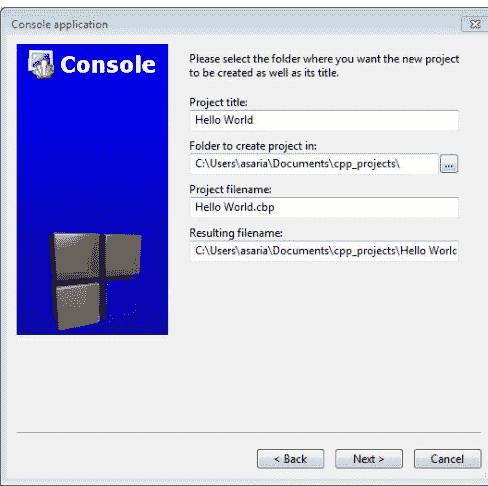 Console application
Console
Please select the folder where you want the new project
to be created as well as its title.
Project title:
Hello World
Folder to create project in:
C:\Users\asaria\Documents\cpp_projects\
...
Project filename:
Hello World.cbp
Resulting filename:
C:\Users\asaria\Documents\cpp_projects\Hello Worlc
< Back
Next >
Cancel